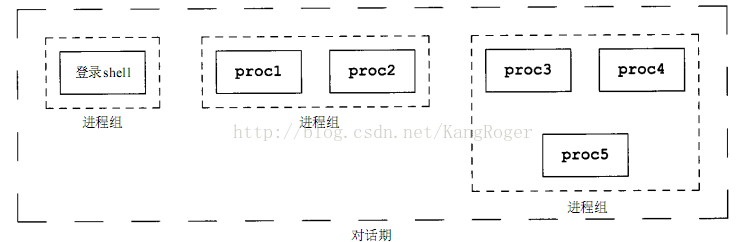 登录shell
proc1
proc2
proc3
proc4
进程组
进程组
http://blog.csdn.net/KangRoger
proc5
进程组
对话期